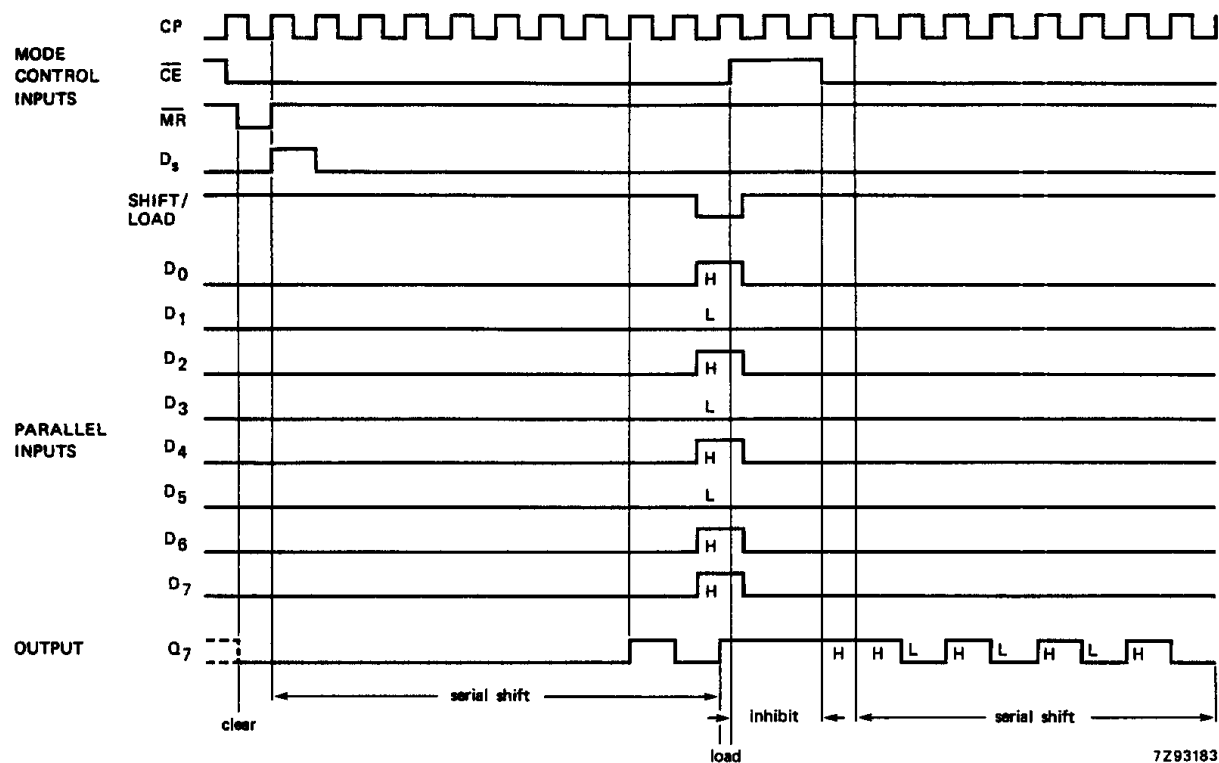 CP
MODE
CONTROL
INPUTS
CE
MR
Ds
SHIFT/
LOAD
D0
H
D1
L
D2
H
D3
L
PARALLEL
INPUTS
D4
H
D5
L
D6
H
D7
H
OUTPUT
Q7
H H L H L H L H
serial shift
clear
inhibit
serial shift
load
7Z93183